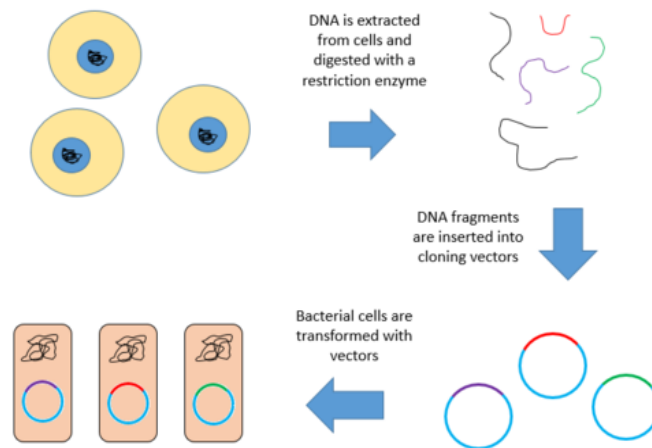 DNA is extracted
from cells and
digested with a
restriction enzyme
DNA fragments
are inserted into
cloning vectors
Bacterial cells are
transformed with
vectors